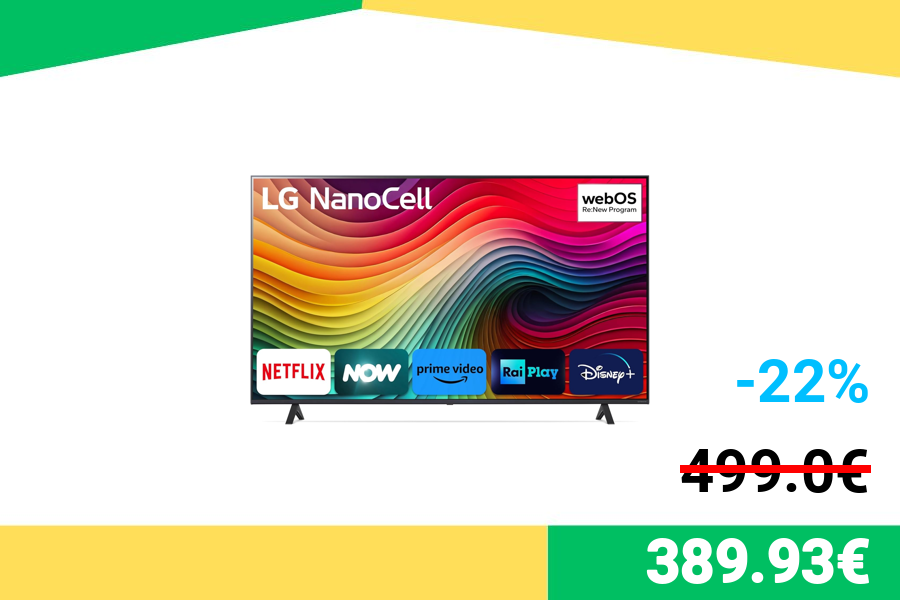 LG NanoCell
webOS
Re:New Program
NETFLIX
NOW
prime video
Rai Play
Disney+
-22%
499.0€
389.93€